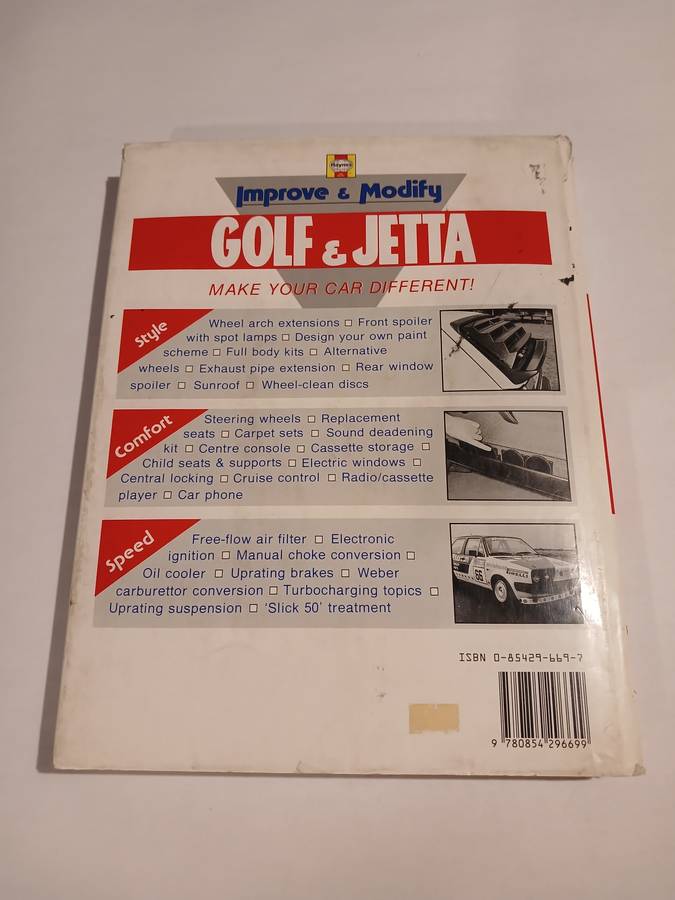 Haynes
Improve & Modify
GOLF & JETTA
MAKE YOUR CAR DIFFERENT!
Style
Wheel arch extensions □ Front spoiler
with spot lamps □ Design your own paint
scheme □ Full body kits □ Alternative
wheels □ Exhaust pipe extension □ Rear window
spoiler □ Sunroof □ Wheel-clean discs
Comfort
Steering wheels □ Replacement
seats □ Carpet sets □ Sound deadening
kit □ Centre console □ Cassette storage □
Child seats & supports □ Electric windows □
Central locking □ Cruise control □ Radio/cassette
player □ Car phone
Speed
Free-flow air filter □ Electronic
ignition □ Manual choke conversion □
Oil cooler □ Uprating brakes □ Weber
carburettor conversion □ Turbocharging topics □
Uprating suspension □ 'Slick 50' treatment
PIRELLI
ISBN 0-85429-669-7
9 780854 296699